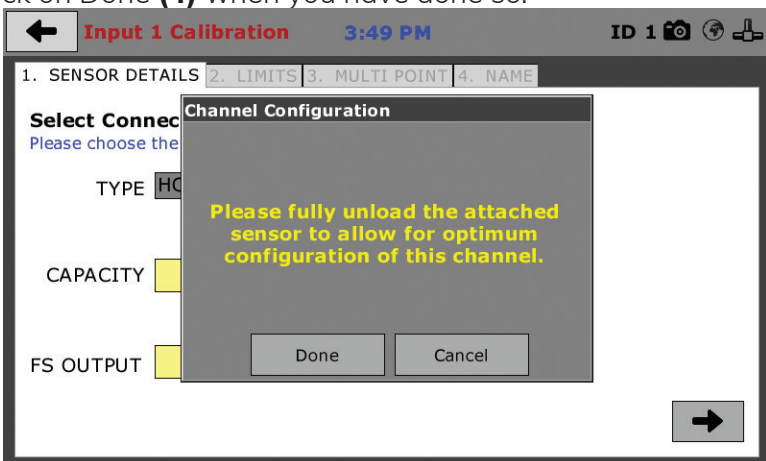 ck on Done (4) when you have done so.
Input 1 Calibration 3:49 PM ID 1
1. SENSOR DETAILS 2. LIMITS 3. MULTI POINT 4. NAME
Select Connec
Please choose the
Channel Configuration
TYPE HO
Please fully unload the attached
sensor to allow for optimum
configuration of this channel.
CAPACITY
Done Cancel
FS OUTPUT